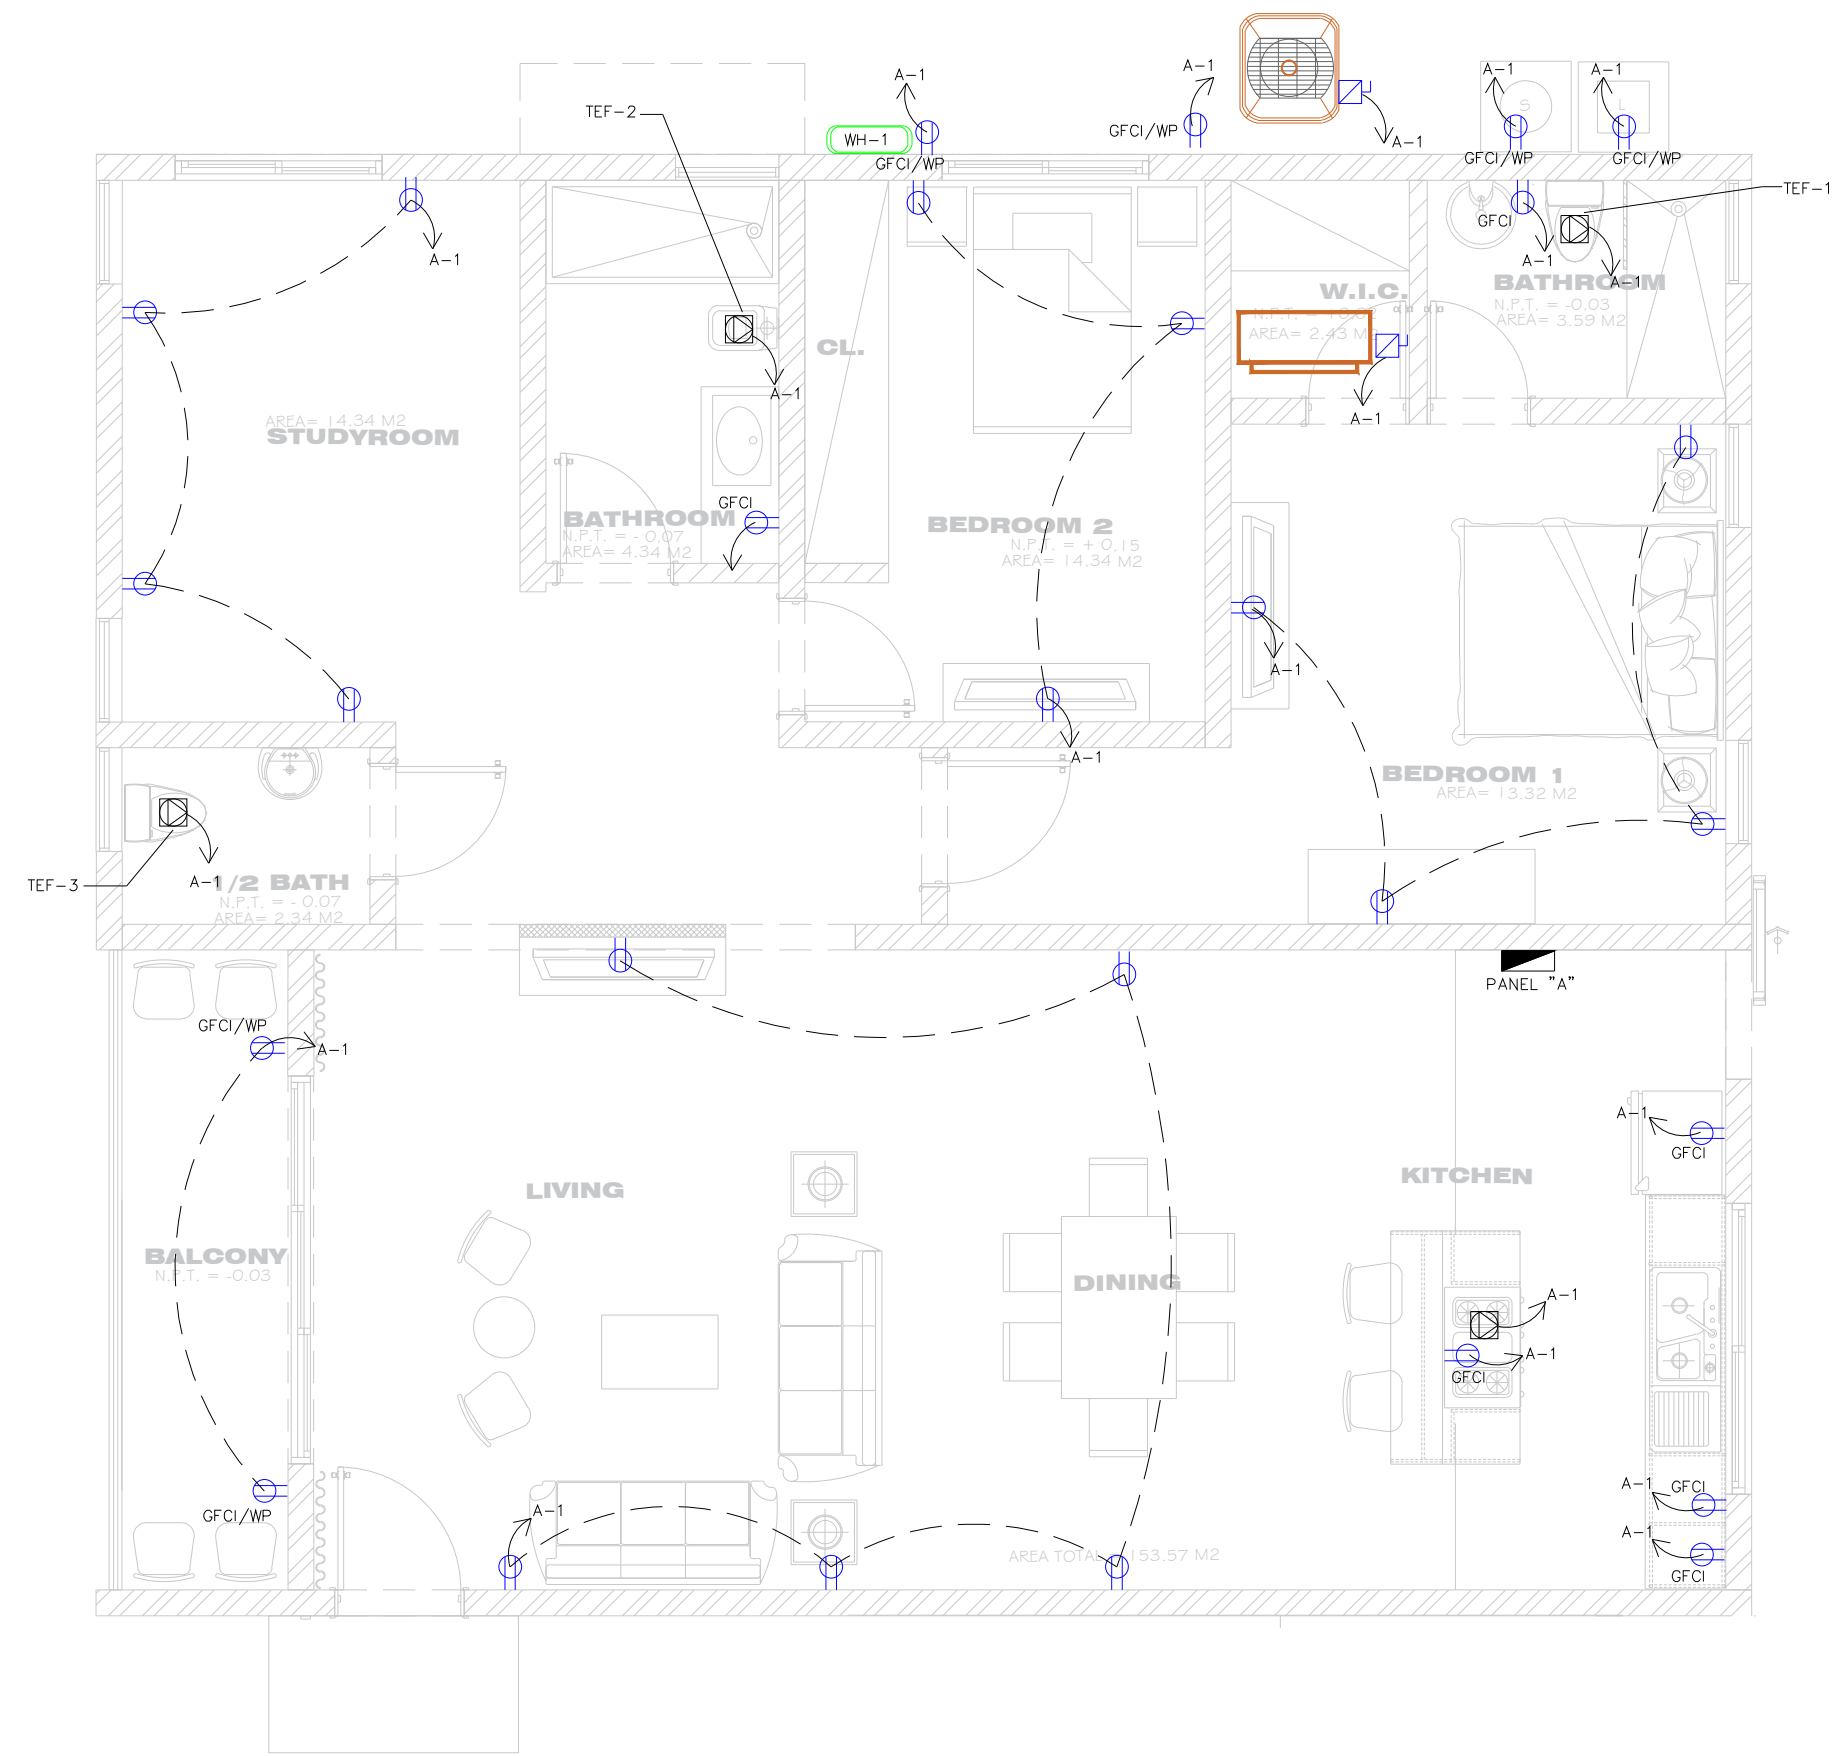 A-1
A-1
A-1
A-1
TEF-2
GFCI/WP
WH-1
A-1
GFCI/WP
GFCI/WP
GFCI/WP
TEF-1
GFCI
A-1
A-1
A-1
BATHROOM
N.P.T. = -0.03
AREA= 3.59 M2
W.I.C.
AREA= 2.43 M2
CL.
A-1
A-1
AREA= 14.34 M2
STUDYROOM
GFCI
BATHROOM
N.P.T. = - 0.07
AREA= 4.34 M2
BEDROOM 2
N.P.T. = + 0.15
AREA= 14.34 M2
A-1
A-1
BEDROOM 1
AREA= 13.32 M2
TEF-3
A-1
1/2 BATH
N.P.T. = - 0.07
AREA= 2.34 M2
PANEL "A"
GFCI/WP
A-1
A-1
GFCI
LIVING
KITCHEN
BALCONY
N.P.T. = -0.03
DINING
A-1
A-1
GFCI
A-1
GFCI
GFCI/WP
A-1
A-1
AREA TOTAL 153.57 M2
GFCI
S
L